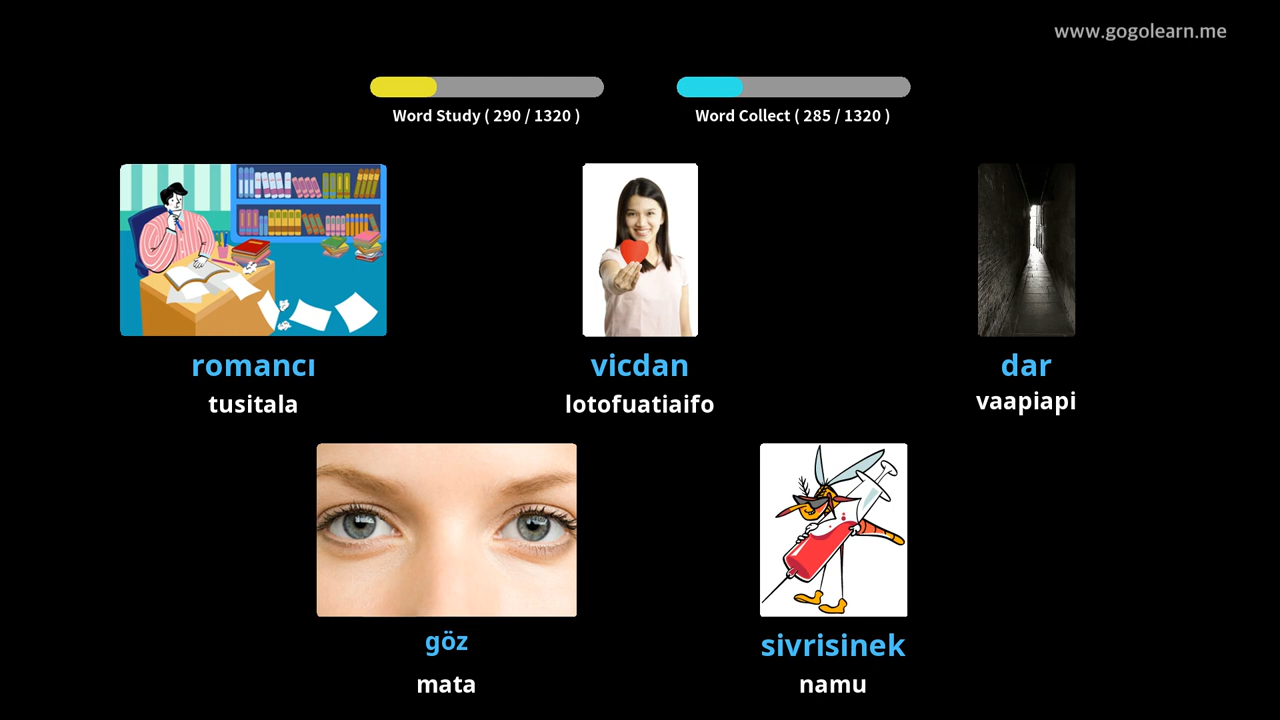 www.gogolearn.me
Word Study ( 290 / 1320 )
Word Collect ( 285 / 1320 )
romancı
tusitala
vicdan
lotofuatiaifo
dar
vaapiapi
göz
mata
sivrisinek
namu